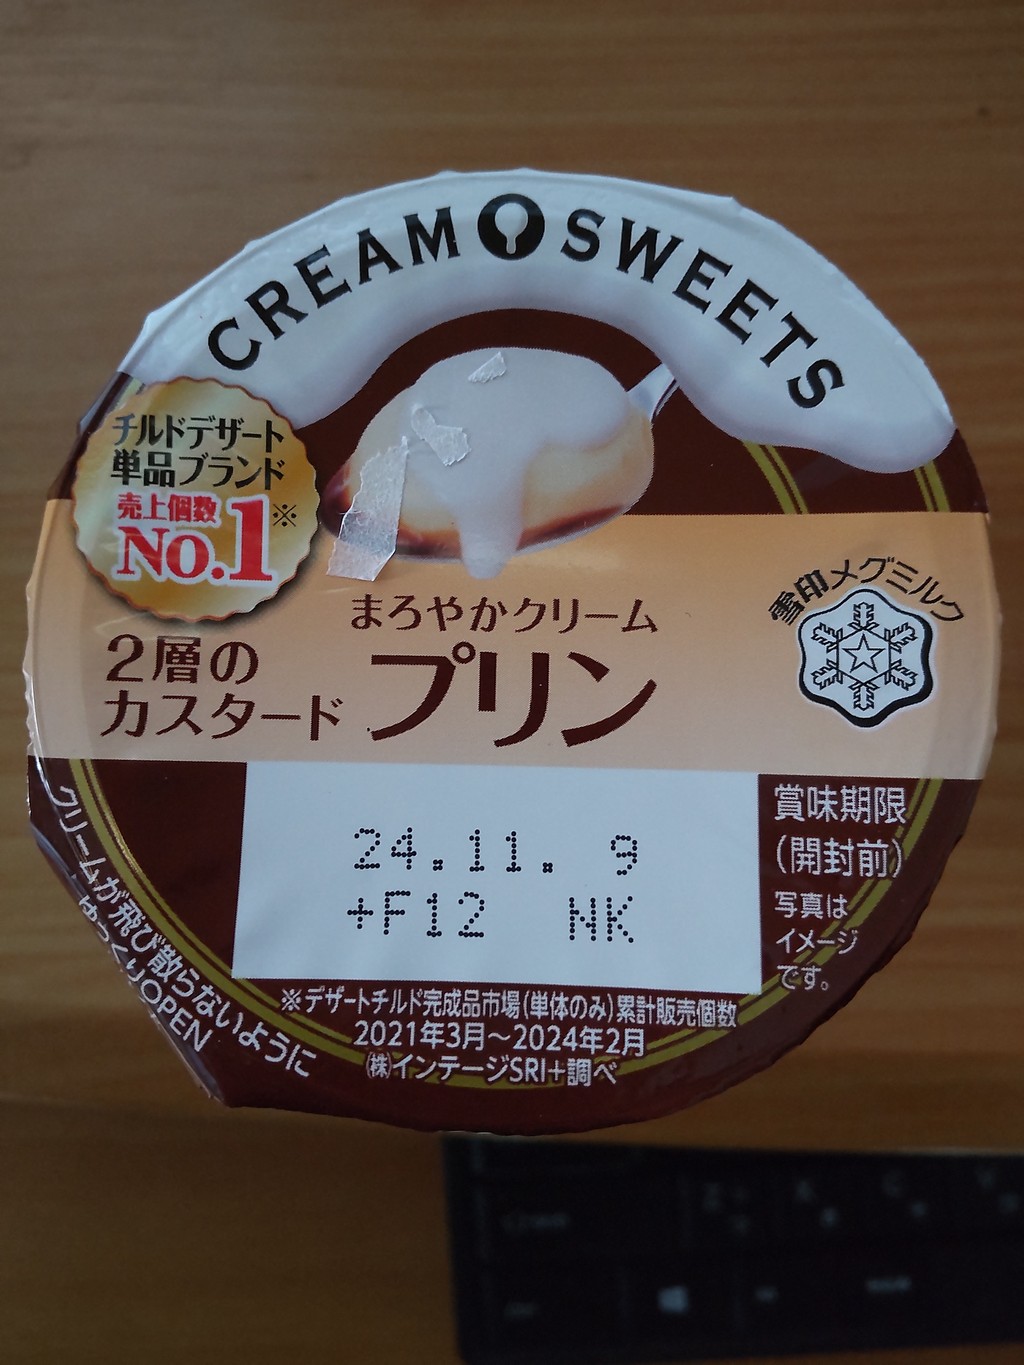 CREAM SWEETS
チルドデザート
単品ブランド
売上個数
No.1※
雪印メグミルク
まろやかクリーム
2層の
カスタード
プリン
24.11. 9
+F12 NK
賞味期限
(開封前)
写真は
イメージ
です。
クリームが飛び散らないように
ゆっくりOPEN
※デザートチルド完成品市場(単体のみ)累計販売個数
2021年3月〜2024年2月
㈱インテージSRI+調べ